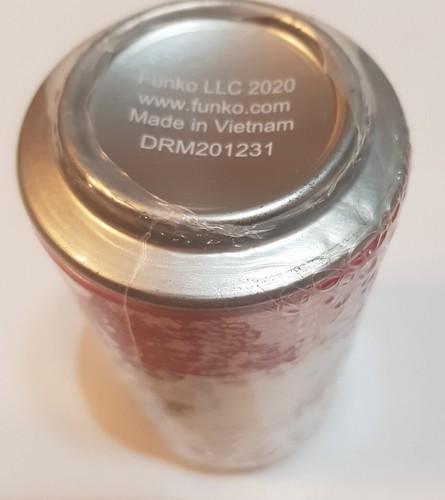 Funko LLC 2020
www.funko.com
Made in Vietnam
DRM201231